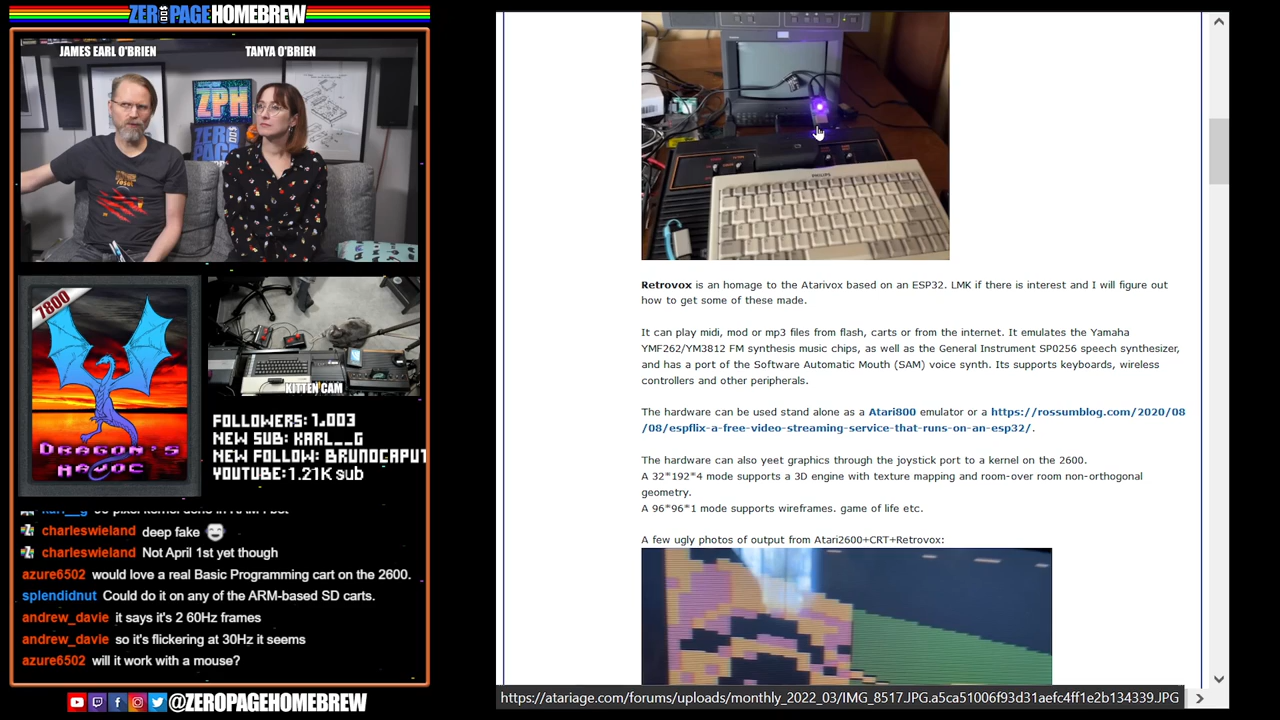 ZERO PAGE HOMEBREW
JAMES EARL O'BRIEN
TANYA O'BRIEN
ZPH
7800
DRAGON'S
HAVOC
KITTEN CAM
FOLLOWERS: 1,003
NEW SUB: KARL__G
NEW FOLLOW: BRUNOCAPUT
YOUTUBE: 1.21K sub
charleswieland deep fake
charleswieland Not April 1st yet though
azure6502 would love a real Basic Programming cart on the 2600.
splendidnut Could do it on any of the ARM-based SD carts.
andrew_davie it says it's 2 60Hz frames
andrew_davie so it's flickering at 30Hz it seems
azure6502 will it work with a mouse?
@ZEROPAGEHOMEBREW
PHILIPS
Retrovox is an homage to the Atarivox based on an ESP32. LMK if there is interest and I will figure out
how to get some of these made.
It can play midi, mod or mp3 files from flash, carts or from the internet. It emulates the Yamaha
YMF262/YM3812 FM synthesis music chips, as well as the General Instrument SP0256 speech synthesizer,
and has a port of the Software Automatic Mouth (SAM) voice synth. Its supports keyboards, wireless
controllers and other peripherals.
The hardware can be used stand alone as a Atari800 emulator or a https://rossumblog.com/2020/08
/08/espflix-a-free-video-streaming-service-that-runs-on-an-esp32/.
The hardware can also yeet graphics through the joystick port to a kernel on the 2600.
A 32*192*4 mode supports a 3D engine with texture mapping and room-over room non-orthogonal
geometry.
A 96*96*1 mode supports wireframes. game of life etc.
A few ugly photos of output from Atari2600+CRT+Retrovox:
https://atariage.com/forums/uploads/monthly_2022_03/IMG_8517.JPG.a5ca51006f93d31aefc4ff1e2b134339.JPG